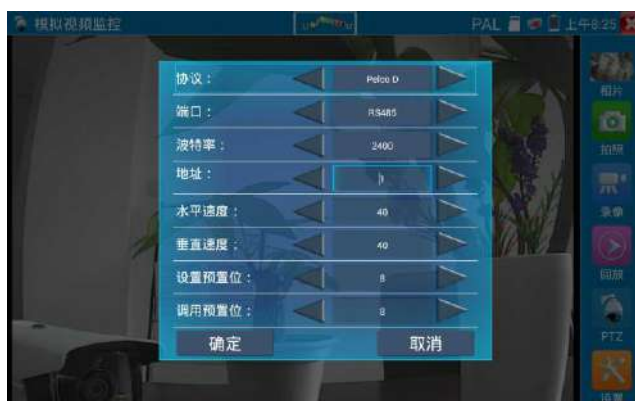 模拟视频监控 PAL 上午8:25
协议： Pelco D
端口： RS485
波特率： 2400
地址：
水平速度： 40
垂直速度： 40
设置预置位： 8
调用预置位： 8
确定 取消
相片
拍照
录像
回放
PTZ
设置